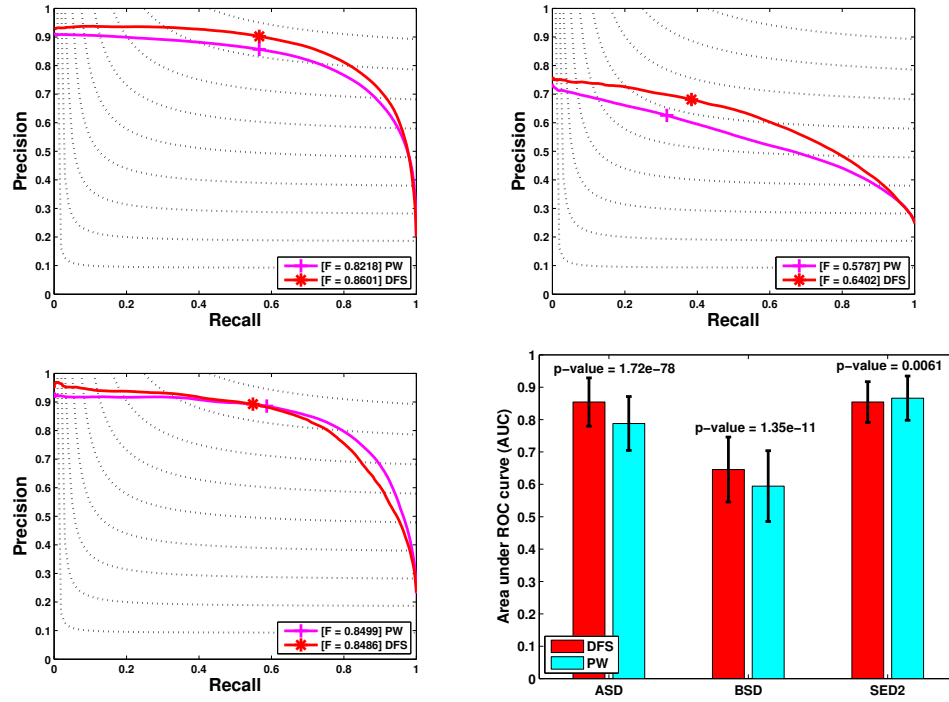 1
0.9
0.8
0.7
0.6
0.5
0.4
0.3
0.2
0.1
Precision
0 0.2 0.4 0.6 0.8 1
Recall
[F = 0.8218] PW
[F = 0.8601] DFS
1
0.9
0.8
0.7
0.6
0.5
0.4
0.3
0.2
0.1
Precision
0 0.2 0.4 0.6 0.8 1
Recall
[F = 0.5787] PW
[F = 0.6402] DFS
1
0.9
0.8
0.7
0.6
0.5
0.4
0.3
0.2
0.1
Precision
0 0.2 0.4 0.6 0.8 1
Recall
[F = 0.8499] PW
[F = 0.8486] DFS
1
0.9
0.8
0.7
0.6
0.5
0.4
0.3
0.2
0.1
0
Area under ROC curve (AUC)
p−value = 1.72e−78
p−value = 1.35e−11
p−value = 0.0061
DFS
PW
ASD BSD SED2